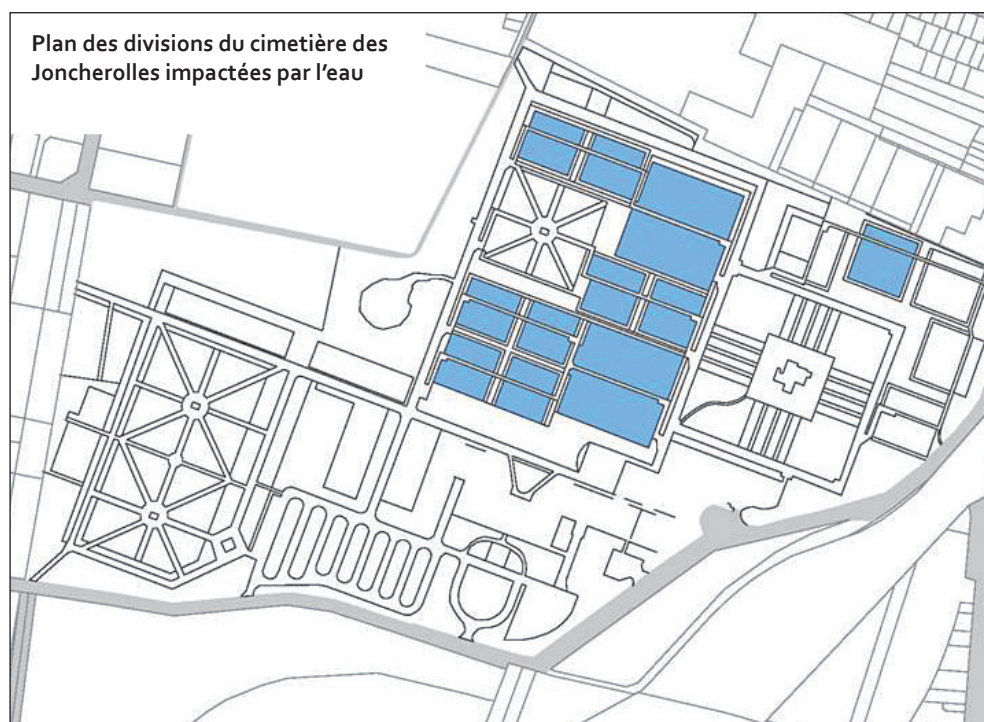 Plan des divisions du cimetière des
Joncherolles impactées par l’eau